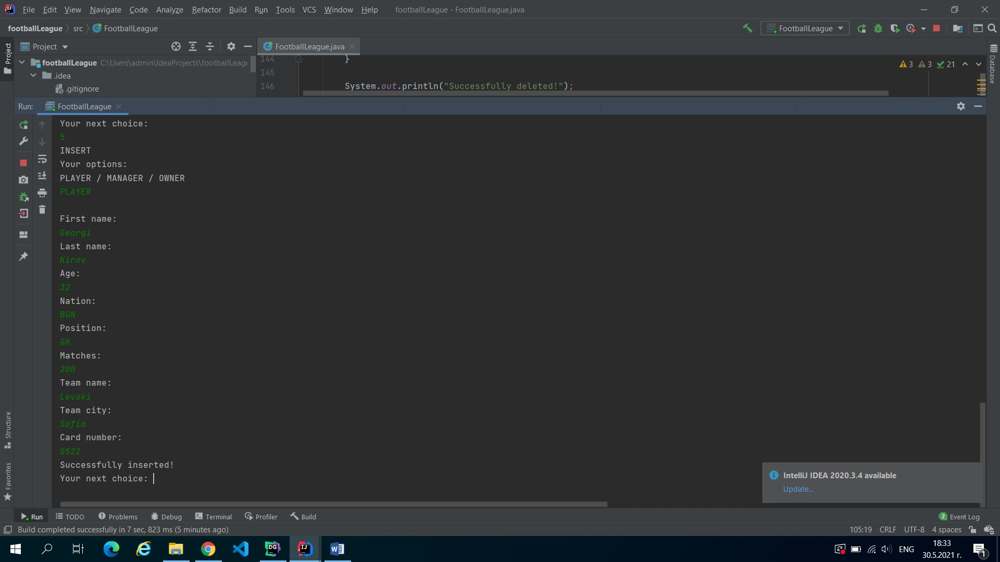 File Edit View Navigate Code Analyze Refactor Build Run Tools VCS Window Help footballLeague - FootballLeague.java
footballLeague src FootballLeague FootballLeague
Project Project FootballLeague.java
footballLeague C:\Users\admin\IdeaProjects\footballLeagu
.idea
.gitignore
144 }
145
146 System.out.println("Successfully deleted!");
3 3 21
Database
Run: FootballLeague
Your next choice:
5
INSERT
Your options:
PLAYER / MANAGER / OWNER
PLAYER
First name:
Georgi
Last name:
Kirov
Age:
32
Nation:
BGN
Position:
GK
Matches:
200
Team name:
Levski
Team city:
Sofia
Card number:
5522
Successfully inserted!
Your next choice:
Structure
Favorites
IntelliJ IDEA 2020.3.4 available
Update...
Run TODO Problems Debug Terminal Profiler Build 2 Event Log
Build completed successfully in 7 sec, 823 ms (5 minutes ago) 105:19 CRLF UTF-8 4 spaces
DG IJ W ЕНГ 18:33
30.5.2021 г. 1